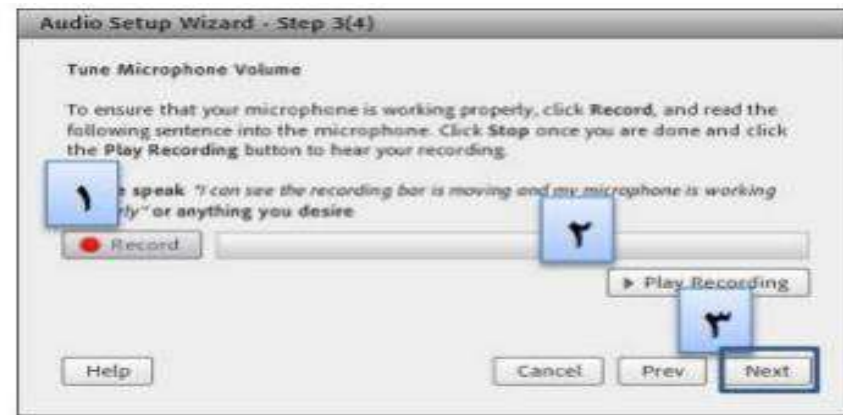 Audio Setup Wizard - Step 3(4)
Tune Microphone Volume
To ensure that your microphone is working properly, click Record, and read the
following sentence into the microphone. Click Stop once you are done and click
the Play Recording button to hear your recording.
۱
speak "I can see the recording bar is moving and my microphone is working
or anything you desire
۲
Record
Play Recording
۳
Help
Cancel
Prev
Next